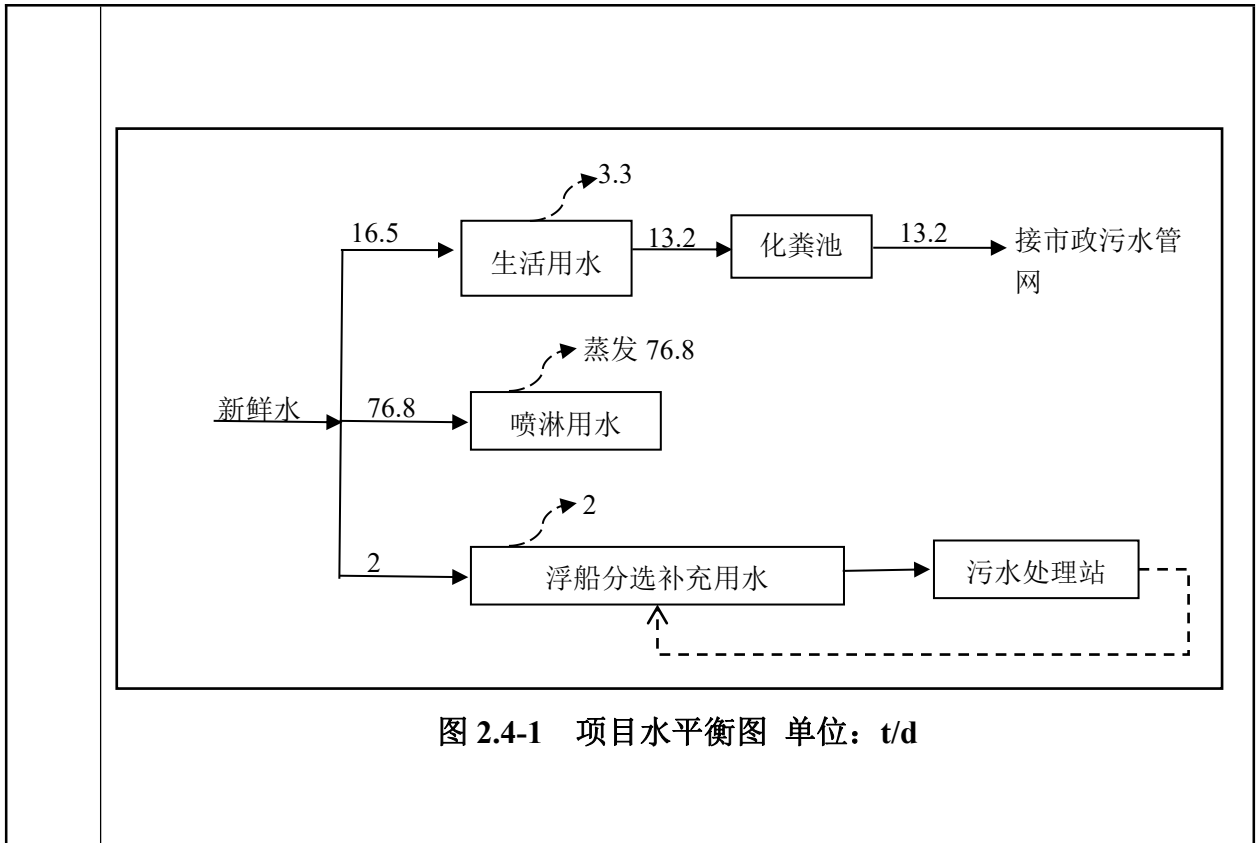 3.3
16.5
生活用水
13.2
化粪池
13.2
接市政污水管
网
蒸发 76.8
新鲜水
76.8
喷淋用水
2
2
浮船分选补充用水
污水处理站
图 2.4-1 项目水平衡图 单位：t/d